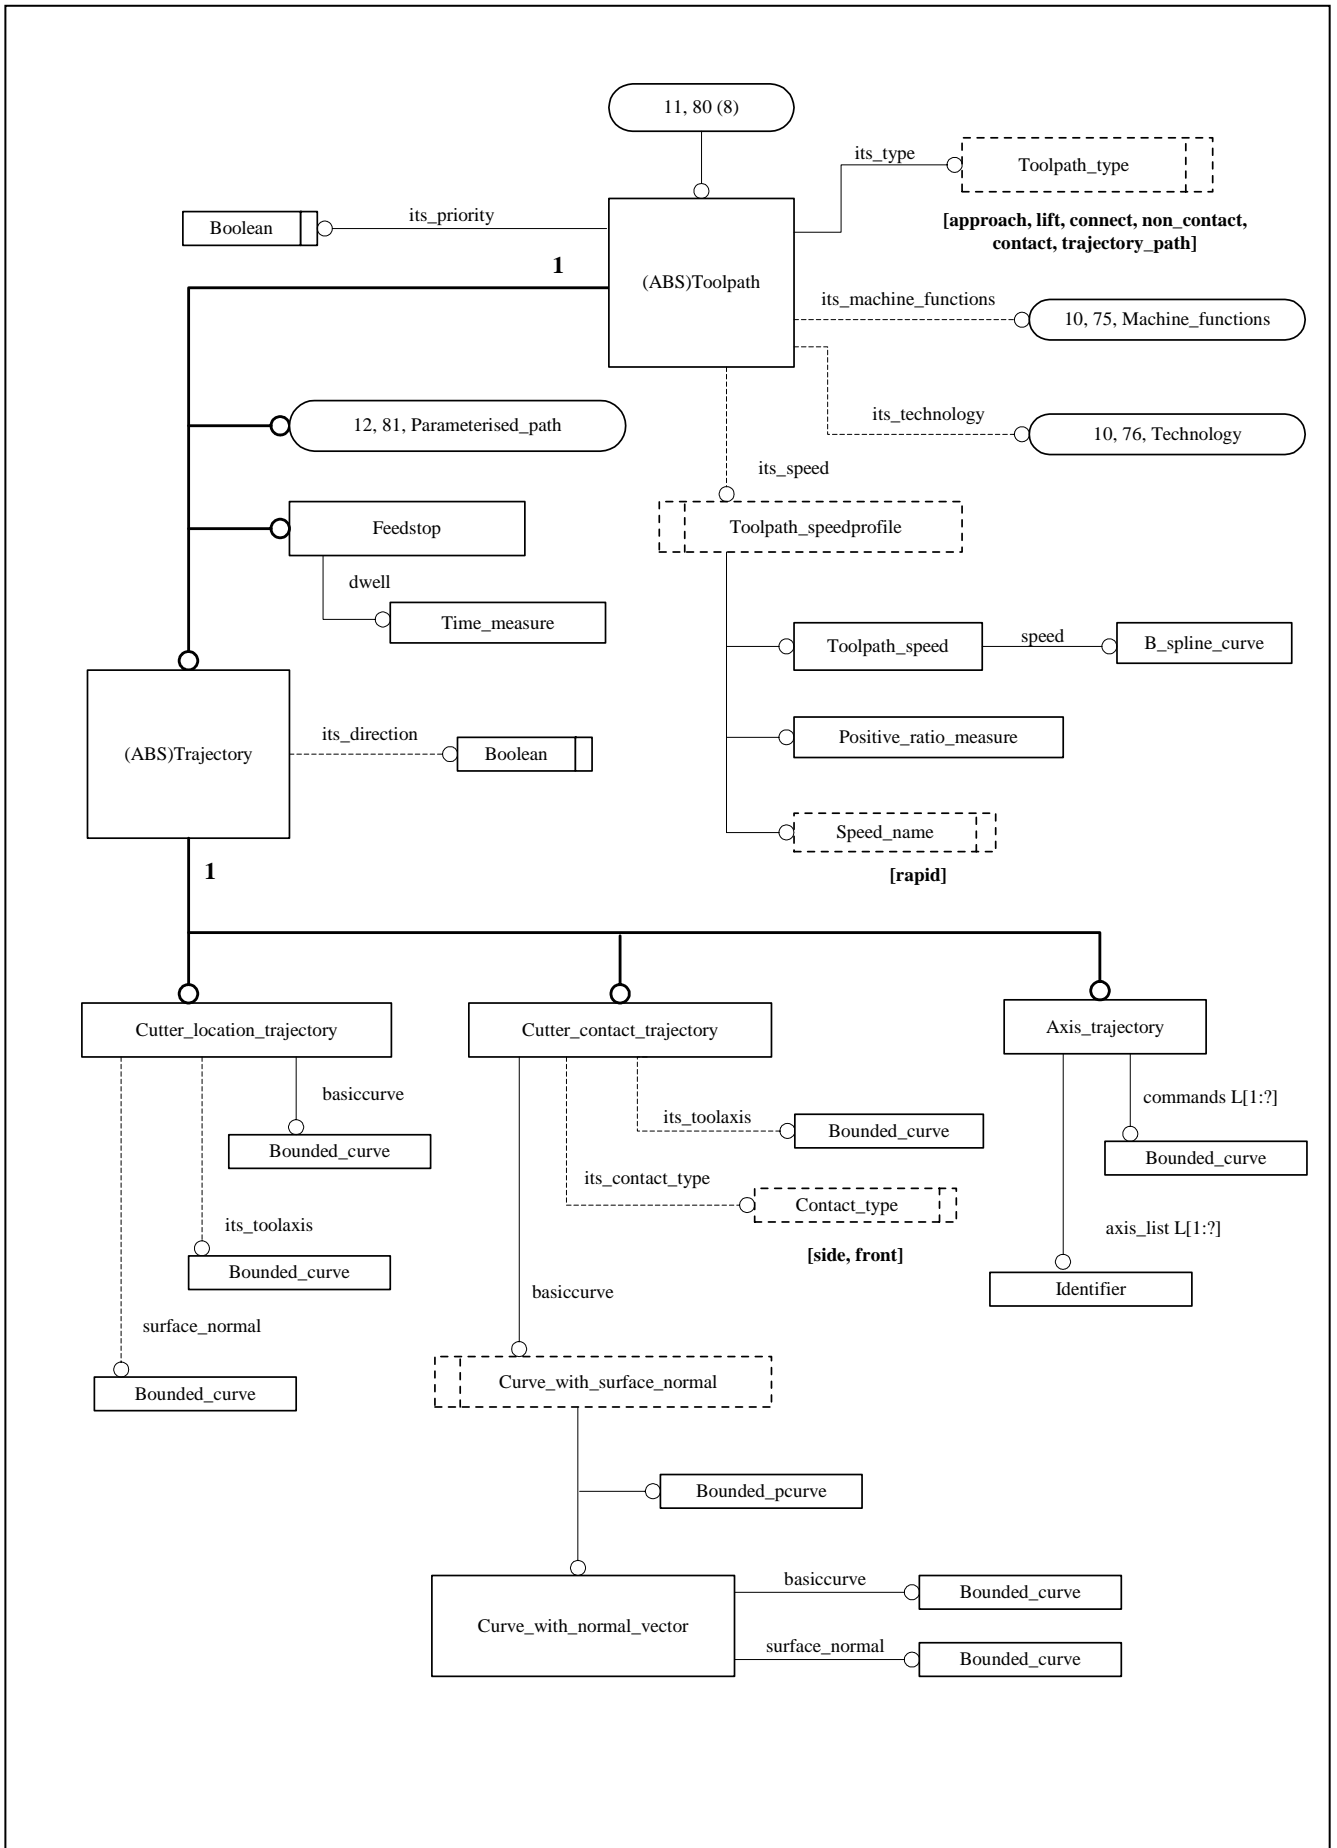 11, 80 (8)
its_type
Toolpath_type
[approach, lift, connect, non_contact,
contact, trajectory_path]
Boolean
its_priority
1
(ABS)Toolpath
its_machine_functions
10, 75, Machine_functions
its_technology
10, 76, Technology
12, 81, Parameterised_path
its_speed
Toolpath_speedprofile
Feedstop
dwell
Time_measure
Toolpath_speed
speed
B_spline_curve
Positive_ratio_measure
Speed_name
[rapid]
(ABS)Trajectory
its_direction
Boolean
1
Cutter_location_trajectory
Cutter_contact_trajectory
Axis_trajectory
basiccurve
Bounded_curve
its_toolaxis
Bounded_curve
surface_normal
Bounded_curve
its_toolaxis
Bounded_curve
its_contact_type
Contact_type
[side, front]
basiccurve
Curve_with_surface_normal
commands L[1:?]
Bounded_curve
axis_list L[1:?]
Identifier
Bounded_pcurve
Curve_with_normal_vector
basiccurve
Bounded_curve
surface_normal
Bounded_curve